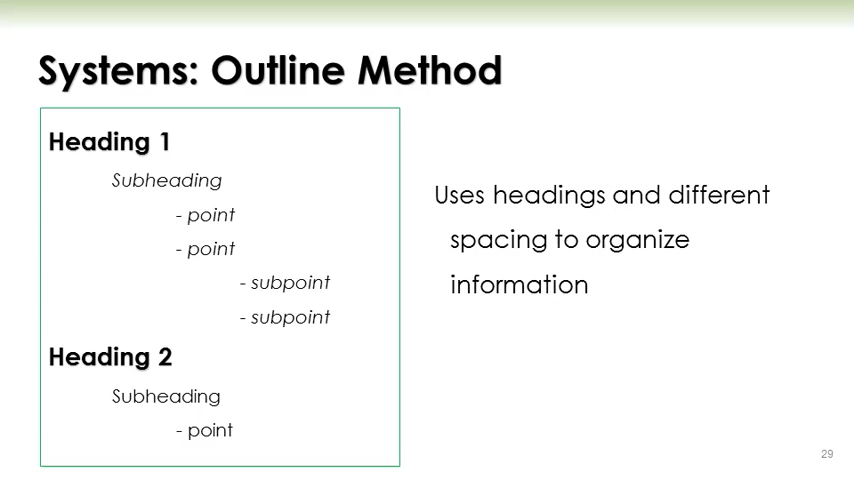 Systems: Outline Method
Heading 1
Subheading
- point
- point
- subpoint
- subpoint
Heading 2
Subheading
- point
Uses headings and different
spacing to organize
information
29